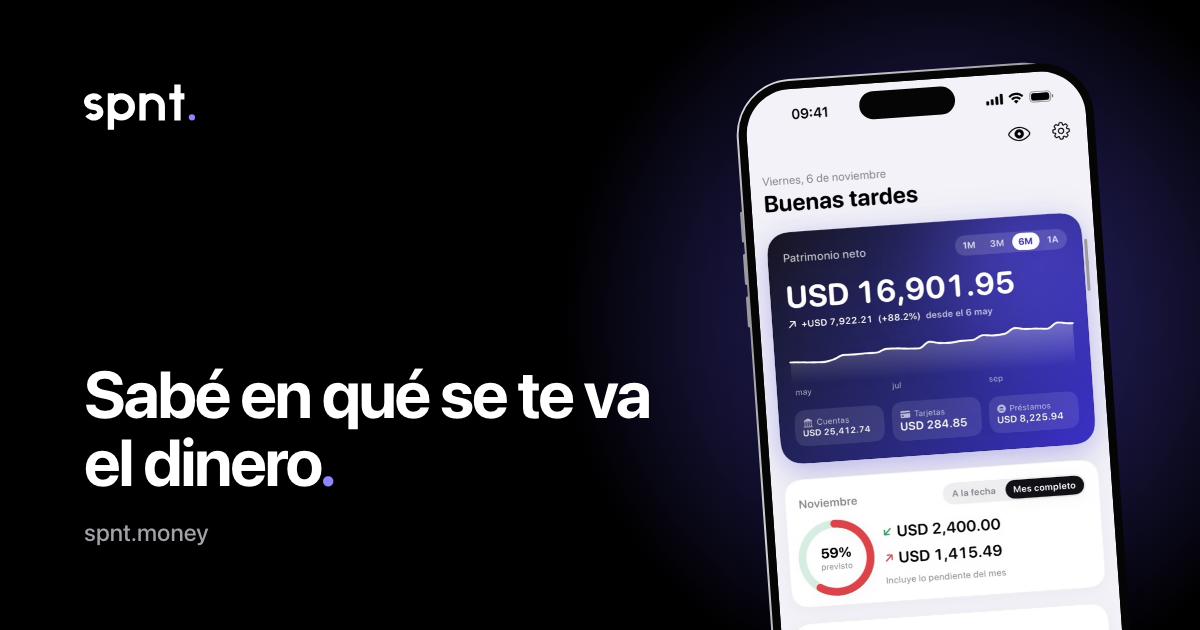 spnt.
Sabé en qué se te va
el dinero.
spnt.money
09:41
Viernes, 6 de noviembre
Buenas tardes
Patrimonio neto
1M 3M 6M 1A
USD 16,901.95
+USD 7,922.21 (+88.2%) desde el 6 may
may jul sep
Cuentas
USD 25,412.74
Tarjetas
USD 284.85
Préstamos
USD 8,225.94
Noviembre
A la fecha Mes completo
59%
previsto
USD 2,400.00
USD 1,415.49
Incluye lo pendiente del mes